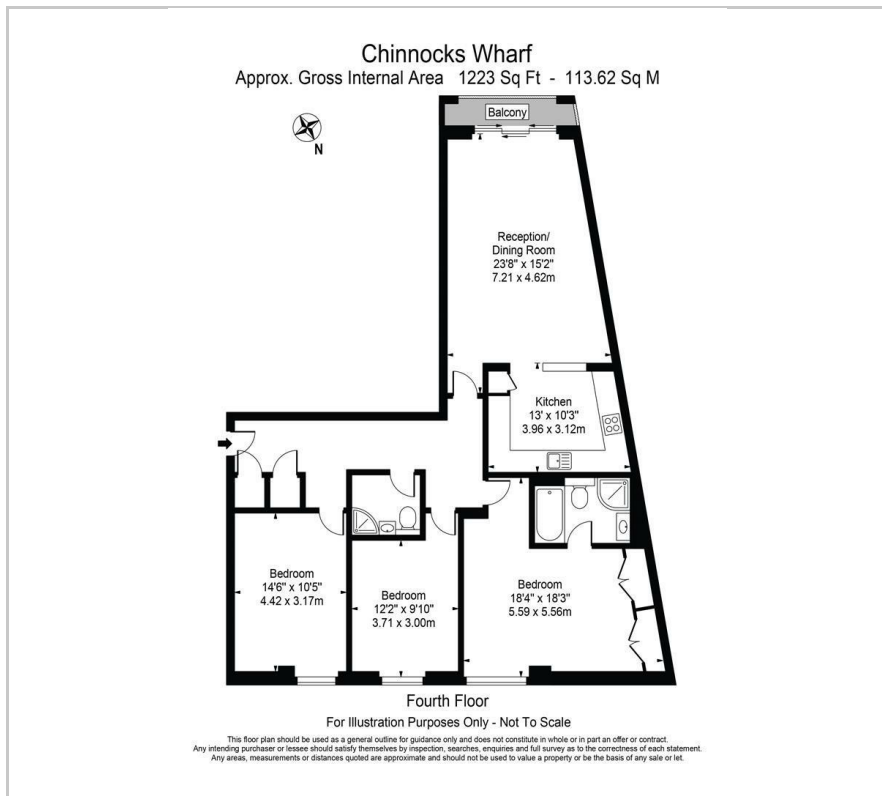 Chinnocks Wharf
Approx. Gross Internal Area 1223 Sq Ft - 113.62 Sq M
Balcony
N
Reception/
Dining Room
23'8" x 15'2"
7.21 x 4.62m
Kitchen
13' x 10'3"
3.96 x 3.12m
Bedroom
14'6" x 10'5"
4.42 x 3.17m
Bedroom
12'2" x 9'10"
3.71 x 3.00m
Bedroom
18'4" x 18'3"
5.59 x 5.56m
Fourth Floor
For Illustration Purposes Only - Not To Scale
This floor plan should be used as a general outline for guidance only and does not constitute in whole or in part an offer or contract.
Any intending purchaser or lessee should satisfy themselves by inspection, searches, enquiries and full survey as to the correctness of each statement.
Any areas, measurements or distances quoted are approximate and should not be used to value a property or be the basis of any sale or let.